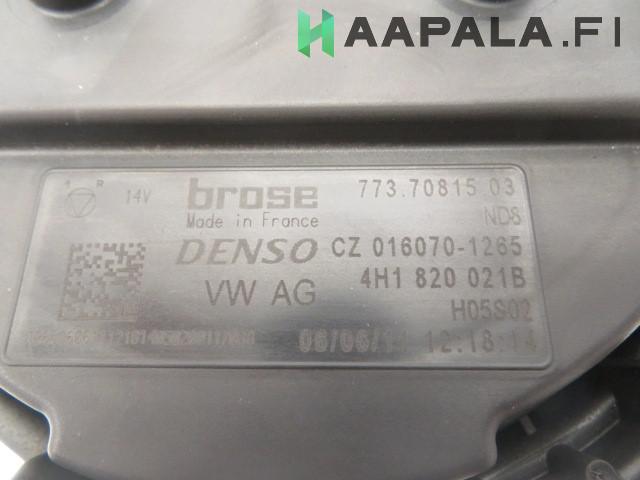 HAAPALA.FI
R
14V brose 773.70815 03
Made in France NDS
DENSO CZ 016070-1265
VW AG 4H1 820 021B
H05S02
12:18:14